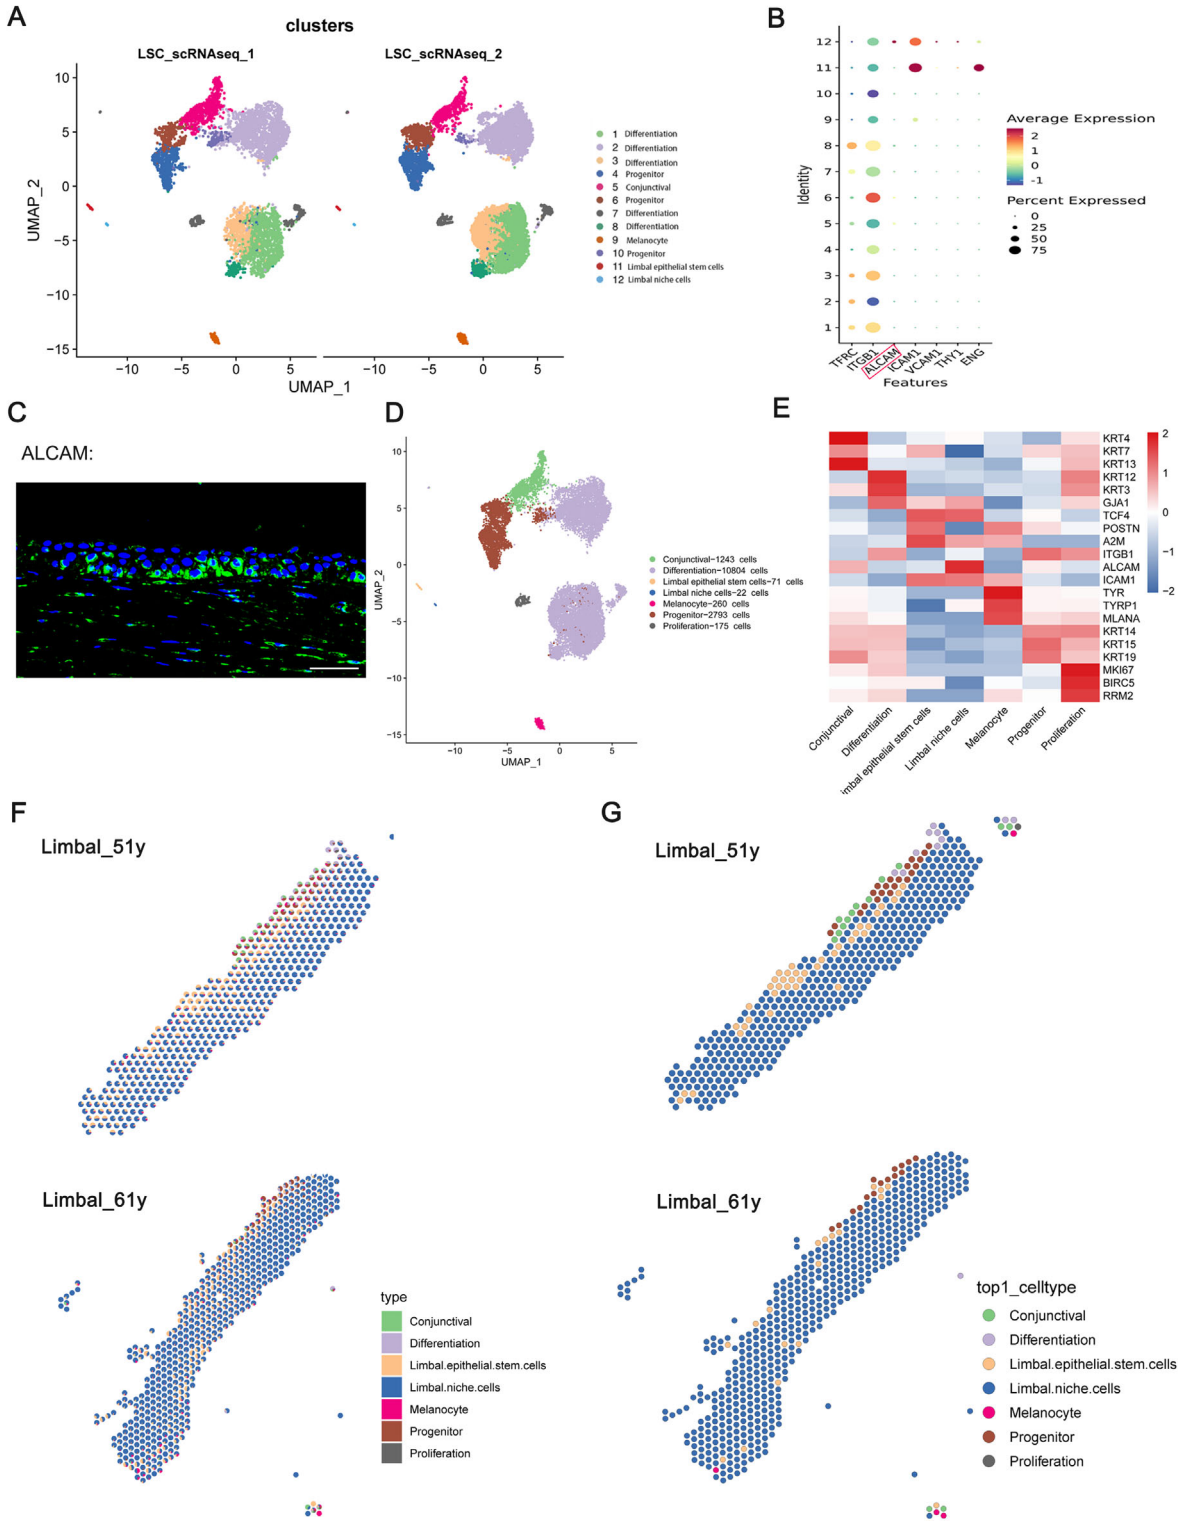 A
clusters
LSC_scRNAseq_1
LSC_scRNAseq_2
10
5
0
−5
−10
−15
UMAP_2
−10
−5
0
5
−10
−5
0
5
UMAP_1
1 Differentiation
2 Differentiation
3 Differentiation
4 Progenitor
5 Conjunctival
6 Progenitor
7 Differentiation
8 Differentiation
9 Melanocyte
10 Progenitor
11 Limbal epithelial stem cells
12 Limbal niche cells
B
12
11
10
9
8
7
6
5
4
3
2
1
Identity
TFRC
ITGB1
ALCAM
ICAM1
VCAM1
THY1
ENG
Features
Average Expression
2
1
0
-1
Percent Expressed
0
25
50
75
C
ALCAM:
D
10
5
0
−5
−10
−15
UMAP_2
−10
−5
0
5
UMAP_1
Conjunctival−1243 cells
Differentiation−10804 cells
Limbal epithelial stem cells−71 cells
Limbal niche cells−22 cells
Melanocyte−260 cells
Progenitor−2793 cells
Proliferation−175 cells
E
KRT4
KRT7
KRT13
KRT12
KRT3
GJA1
TCF4
POSTN
A2M
ITGB1
ALCAM
ICAM1
TYR
TYRP1
MLANA
KRT14
KRT15
KRT19
MKI67
BIRC5
RRM2
2
1
0
−1
−2
Conjunctival
Differentiation
imbal epithelial stem cells
Limbal niche cells
Melanocyte
Progenitor
Proliferation
F
Limbal_51y
Limbal_61y
type
Conjunctival
Differentiation
Limbal.epithelial.stem.cells
Limbal.niche.cells
Melanocyte
Progenitor
Proliferation
G
Limbal_51y
Limbal_61y
top1_celltype
Conjunctival
Differentiation
Limbal.epithelial.stem.cells
Limbal.niche.cells
Melanocyte
Progenitor
Proliferation